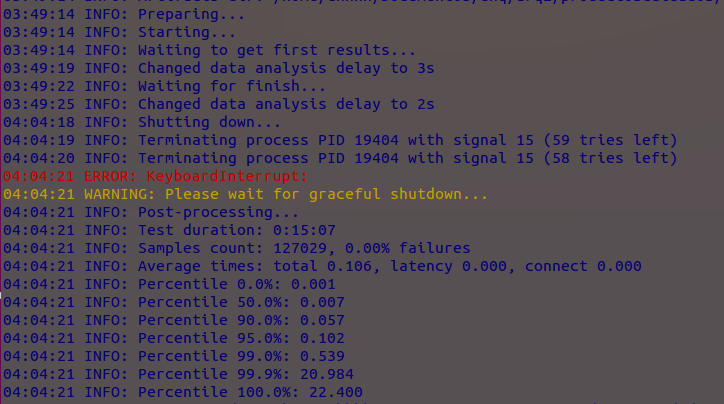 03:49:14 INFO: Preparing...
03:49:14 INFO: Starting...
03:49:14 INFO: Waiting to get first results...
03:49:19 INFO: Changed data analysis delay to 3s
03:49:22 INFO: Waiting for finish...
03:49:25 INFO: Changed data analysis delay to 2s
04:04:18 INFO: Shutting down...
04:04:19 INFO: Terminating process PID 19404 with signal 15 (59 tries left)
04:04:20 INFO: Terminating process PID 19404 with signal 15 (58 tries left)
04:04:21 ERROR: KeyboardInterrupt:
04:04:21 WARNING: Please wait for graceful shutdown...
04:04:21 INFO: Post-processing...
04:04:21 INFO: Test duration: 0:15:07
04:04:21 INFO: Samples count: 127029, 0.00% failures
04:04:21 INFO: Average times: total 0.106, latency 0.000, connect 0.000
04:04:21 INFO: Percentile 0.0%: 0.001
04:04:21 INFO: Percentile 50.0%: 0.007
04:04:21 INFO: Percentile 90.0%: 0.057
04:04:21 INFO: Percentile 95.0%: 0.102
04:04:21 INFO: Percentile 99.0%: 0.539
04:04:21 INFO: Percentile 99.9%: 20.984
04:04:21 INFO: Percentile 100.0%: 22.400